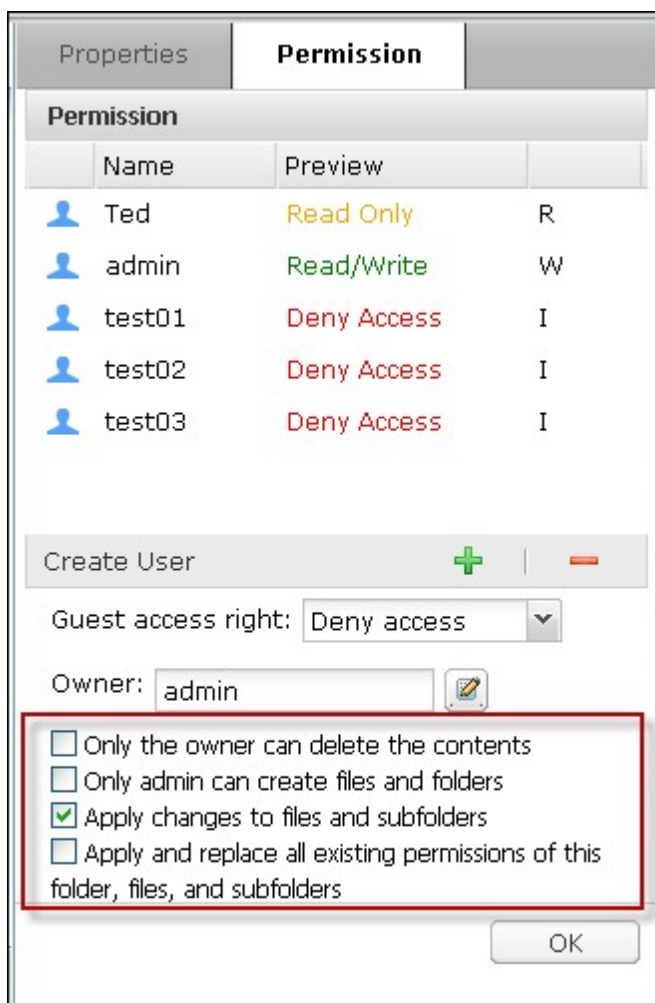 Properties Permission
Permission
Name Preview
Ted Read Only R
admin Read/Write W
test01 Deny Access I
test02 Deny Access I
test03 Deny Access I
Create User
Guest access right: Deny access
Owner: admin
Only the owner can delete the contents
Only admin can create files and folders
Apply changes to files and subfolders
Apply and replace all existing permissions of this
folder, files, and subfolders
OK